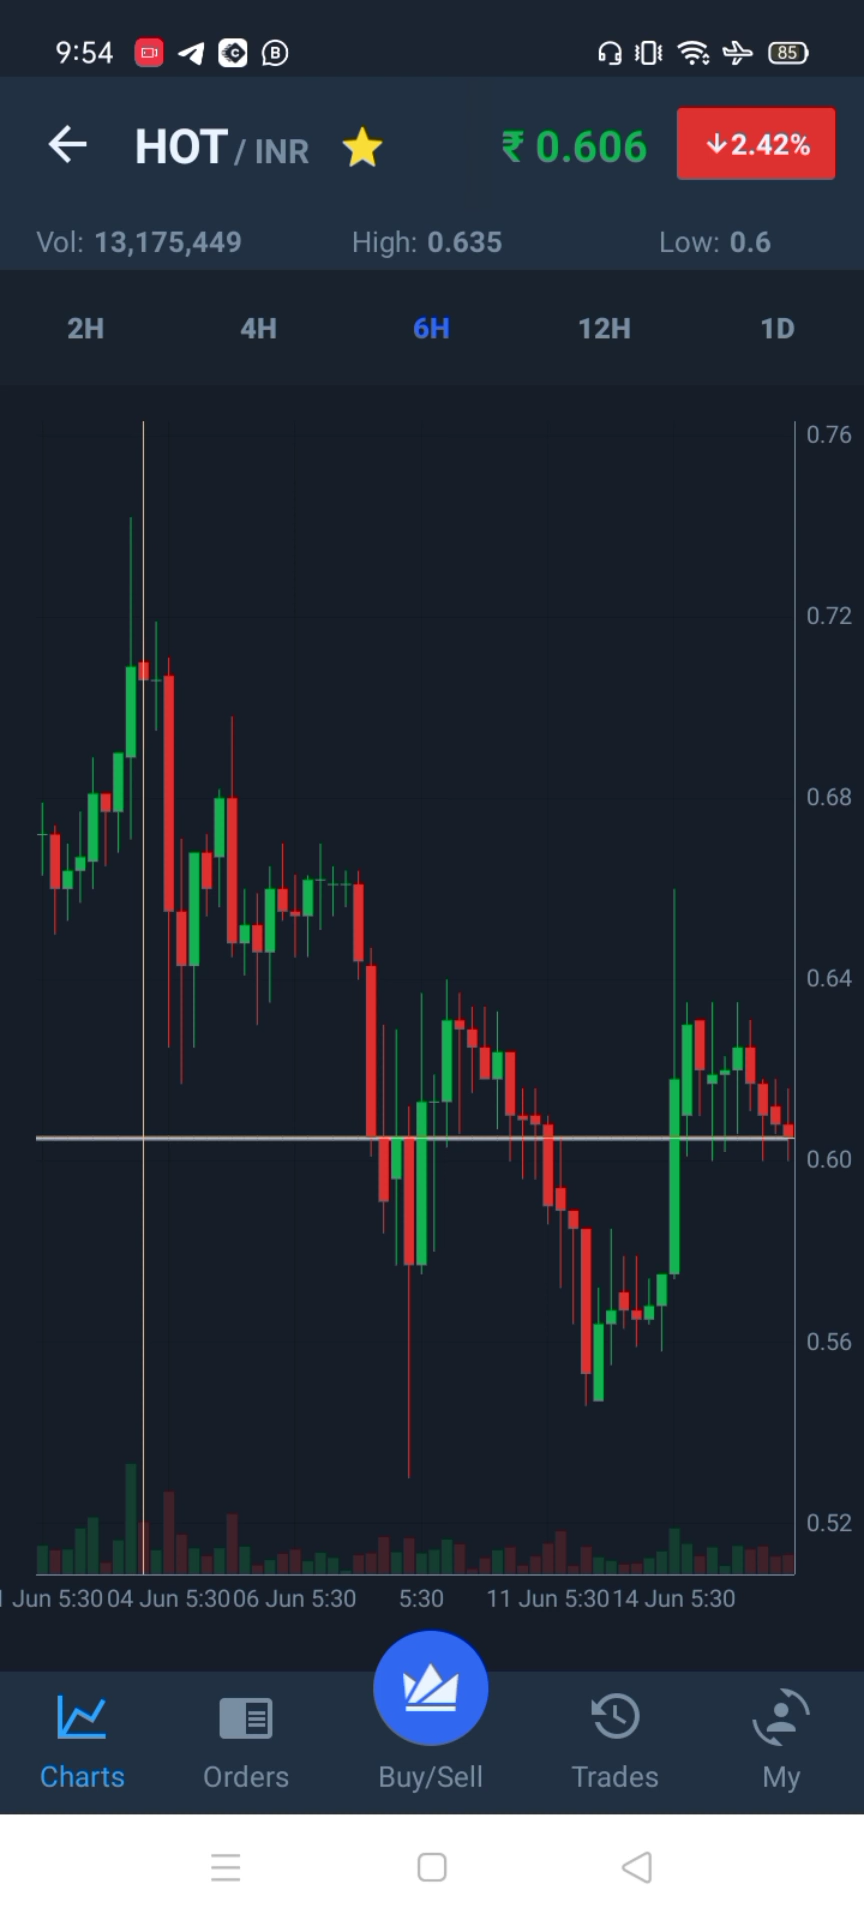 9:54 85
HOT / INR ₹ 0.606 ↓2.42%
Vol: 13,175,449 High: 0.635 Low: 0.6
2H 4H 6H 12H 1D
0.76
0.72
0.68
0.64
0.60
0.56
0.52
1 Jun 5:30 04 Jun 5:30 06 Jun 5:30 5:30 11 Jun 5:30 14 Jun 5:30
Charts Orders Buy/Sell Trades My